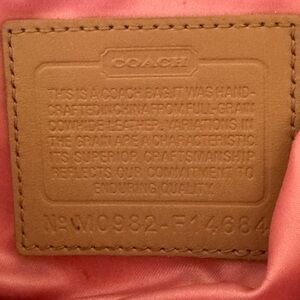 COACH
THIS IS A COACH BAG. IT WAS HAND-
CRAFTED IN CHINA FROM FULL-GRAIN
COWHIDE LEATHER. VARIATIONS IN
THE GRAIN ARE A CHARACTERISTIC
ITS SUPERIOR CRAFTSMANSHIP
REFLECTS OUR COMMITMENT TO
ENDURING QUALITY.
Nº M0982-F14684